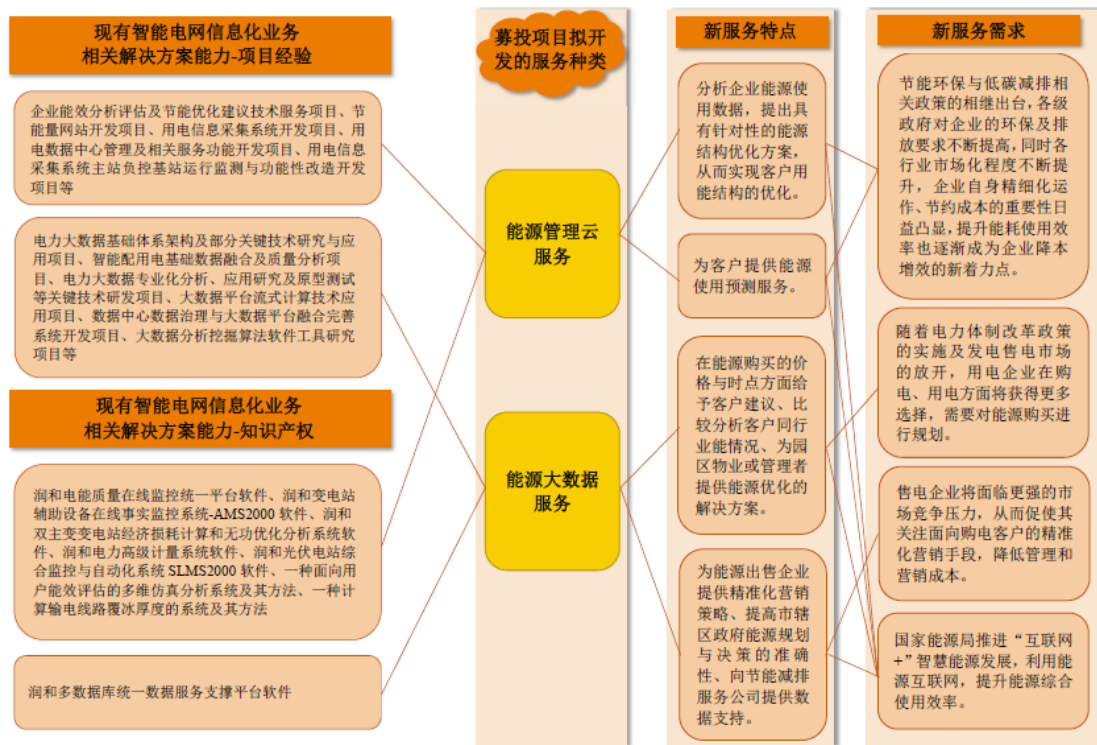 现有智能电网信息化业务
相关解决方案能力-项目经验
企业能效分析评估及节能优化建议技术服务项目、节
能量网站开发项目、用电信息采集系统开发项目、用
电数据中心管理及相关服务功能开发项目、用电信息
采集系统主站负控基站运行监测与功能性改造开发
项目等
电力大数据基础体系架构及部分关键技术研究与应
用项目、智能配用电基础数据融合及质量分析项
目、电力大数据专业化分析、应用研究及原型测试
等关键技术研发项目、大数据平台流式计算技术应
用项目、数据中心数据治理与大数据平台融合完善
系统开发项目、大数据分析挖掘算法软件工具研究
项目等
现有智能电网信息化业务
相关解决方案能力-知识产权
润和电能质量在线监控统一平台软件、润和变电站
辅助设备在线事实监控系统-AMS2000 软件、润和
双主变变电站经济损耗计算和无功优化分析系统软
件、润和电力高级计量系统软件、润和光伏电站综
合监控与自动化系统 SLMS2000 软件、一种面向用
户能效评估的多维仿真分析系统及其方法、一种计
算输电线路覆冰厚度的系统及其方法
润和多数据库统一数据服务支撑平台软件
募投项目拟开
发的服务种类
能源管理云
服务
能源大数据
服务
新服务特点
分析企业能源使
用数据，提出具
有针对性的能源
结构优化方案，
从而实现客户用
能结构的优化。
为客户提供能源
使用预测服务。
在能源购买的价
格与时点方面给
予客户建议、比
较分析客户同行
业能情况、为园
区物业或管理者
提供能源优化的
解决方案。
为能源出售企业
提供精准化营销
策略、提高市辖
区政府能源规划
与决策的准确
性、向节能减排
服务公司提供数
据支持。
新服务需求
节能环保与低碳减排相
关政策的相继出台，各级
政府对企业的环保及排
放要求不断提高，同时各
行业市场化程度不断提
升，企业自身精细化运
作、节约成本的重要性日
益凸显，提升能耗使用效
率也逐渐成为企业降本
增效的新着力点。
随着电力体制改革政策
的实施及发电售电市场
的放开，用电企业在购
电、用电方面将获得更多
选择，需要对能源购买进
行规划。
售电企业将面临更强的市
场竞争压力，从而促使其
关注面向购电客户的精准
化营销手段，降低管理和
营销成本。
国家能源局推进“互联网
+”智慧能源发展，利用能
源互联网，提升能源综合
使用效率。